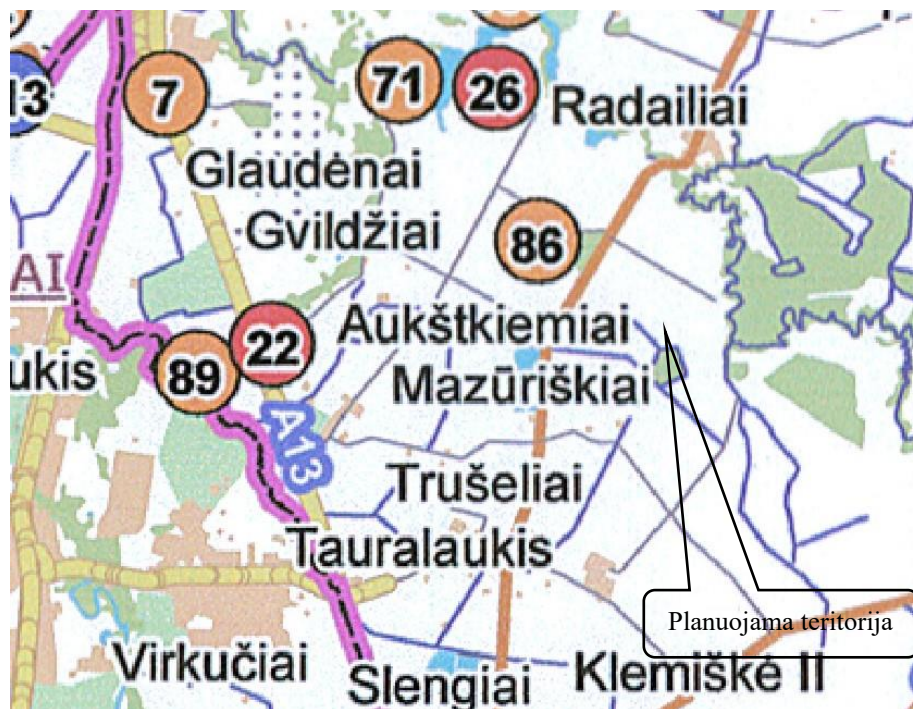 13
7
71
26
Radailiai
Glaudėnai
Gvildžiai
86
AI
Aukštkiemiai
22
ukis
89
Mazūriškiai
A13
Trušeliai
Tauralaukis
Planuojama teritorija
Virkučiai
Slengiai
Klemiškė II